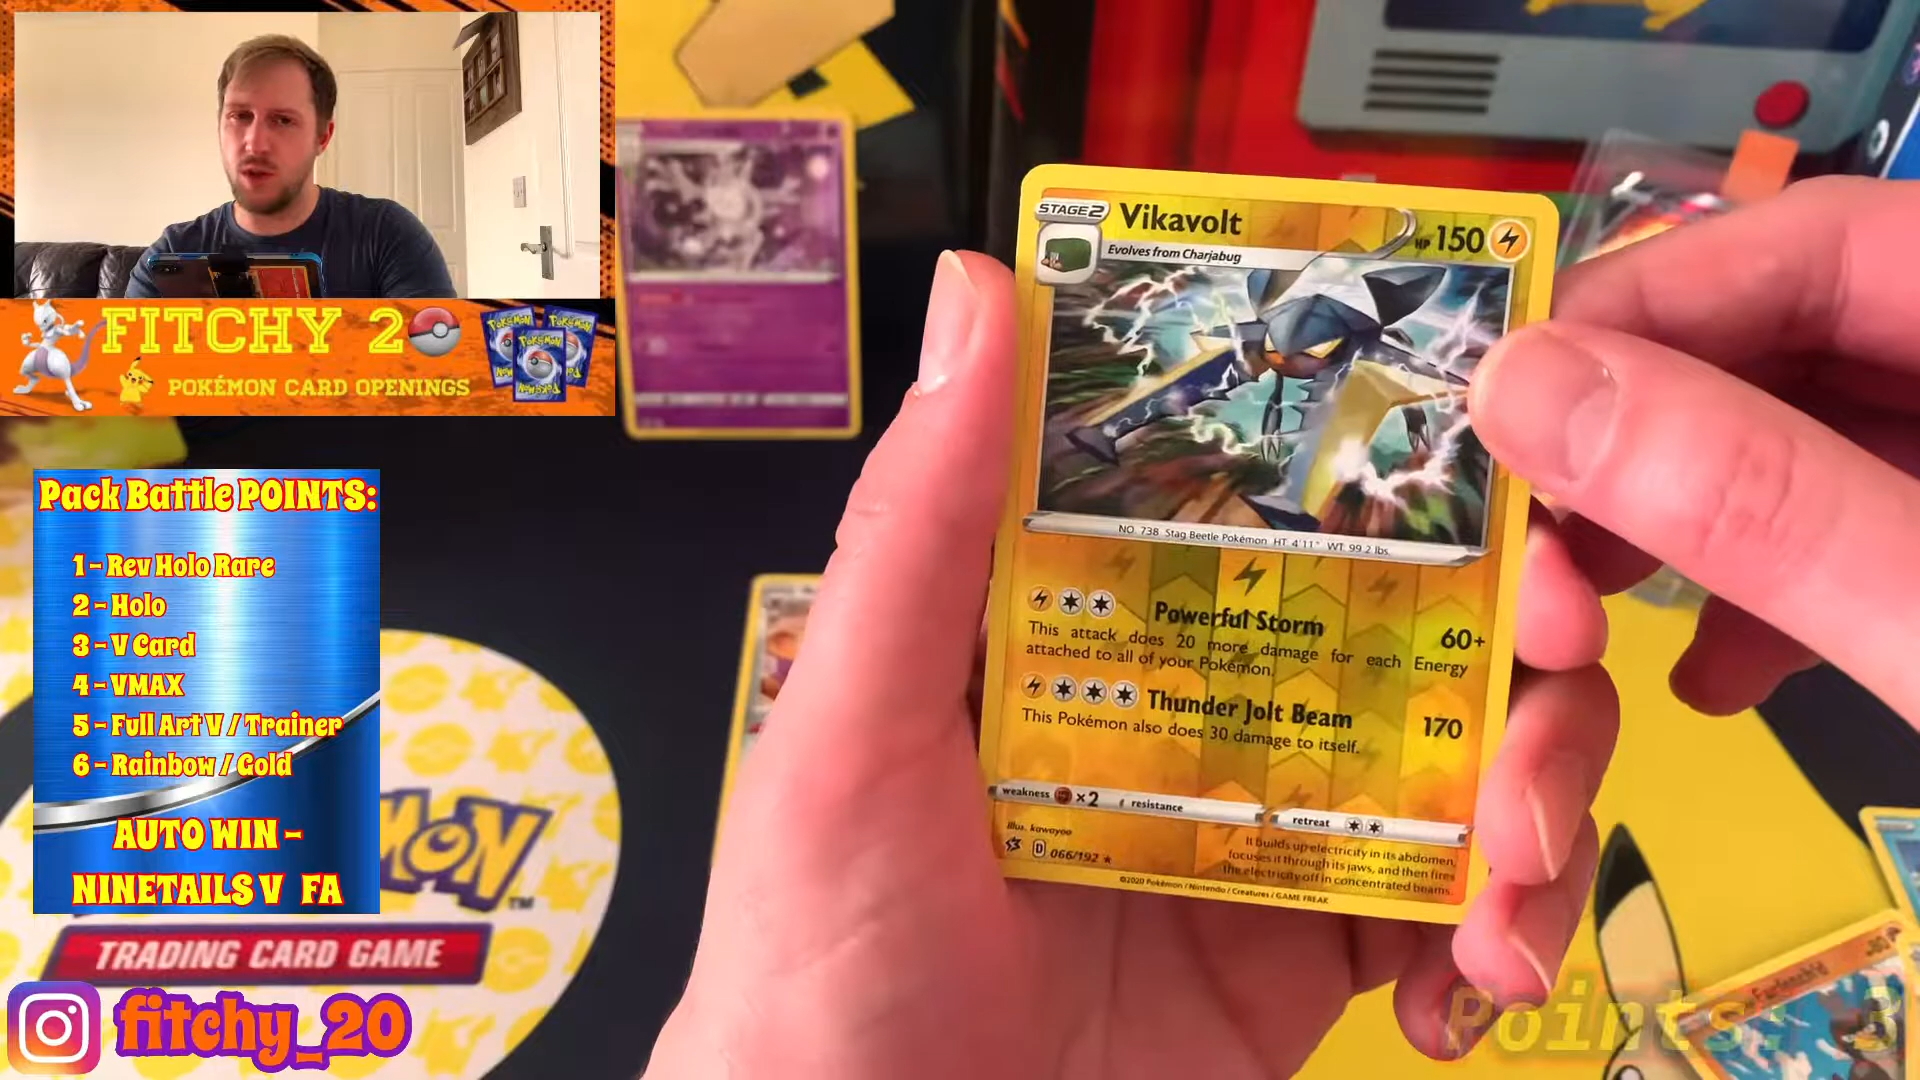 FITCHY 20
POKÉMON CARD OPENINGS
Pack Battle POINTS:
1 - Rev Holo Rare
2 - Holo
3 - V Card
4 - VMAX
5 - Full Art V / Trainer
6 - Rainbow / Gold
AUTO WIN -
NINETAILS V FA
TRADING CARD GAME
fitchy_20
STAGE2
Vikavolt
HP 150
Evolves from Charjabug
NO. 738 Stag Beetle Pokémon HT 4'11" WT 99.2 lbs.
Powerful Storm 60+
This attack does 20 more damage for each Energy
attached to all of your Pokémon.
Thunder Jolt Beam 170
This Pokémon also does 30 damage to itself.
weakness ×2 resistance retreat
Illus. kawayoo
D 066/192 ★
It builds up electricity in its abdomen,
focuses it through its jaws, and then fires
the electricity off in concentrated beams.
©2020 Pokémon / Nintendo / Creatures / GAME FREAK
Points: 3